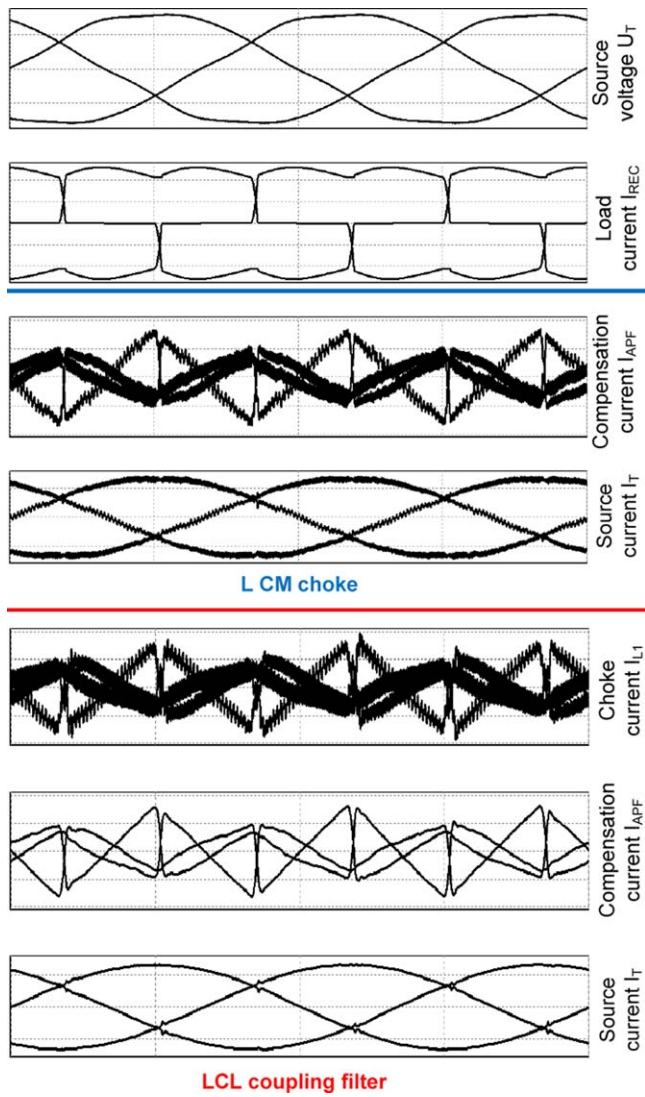 Source
voltage U_T
Load
current I_REC
Compensation
current I_APF
Source
current I_T
L CM choke
Choke
current I_L1
Compensation
current I_APF
Source
current I_T
LCL coupling filter